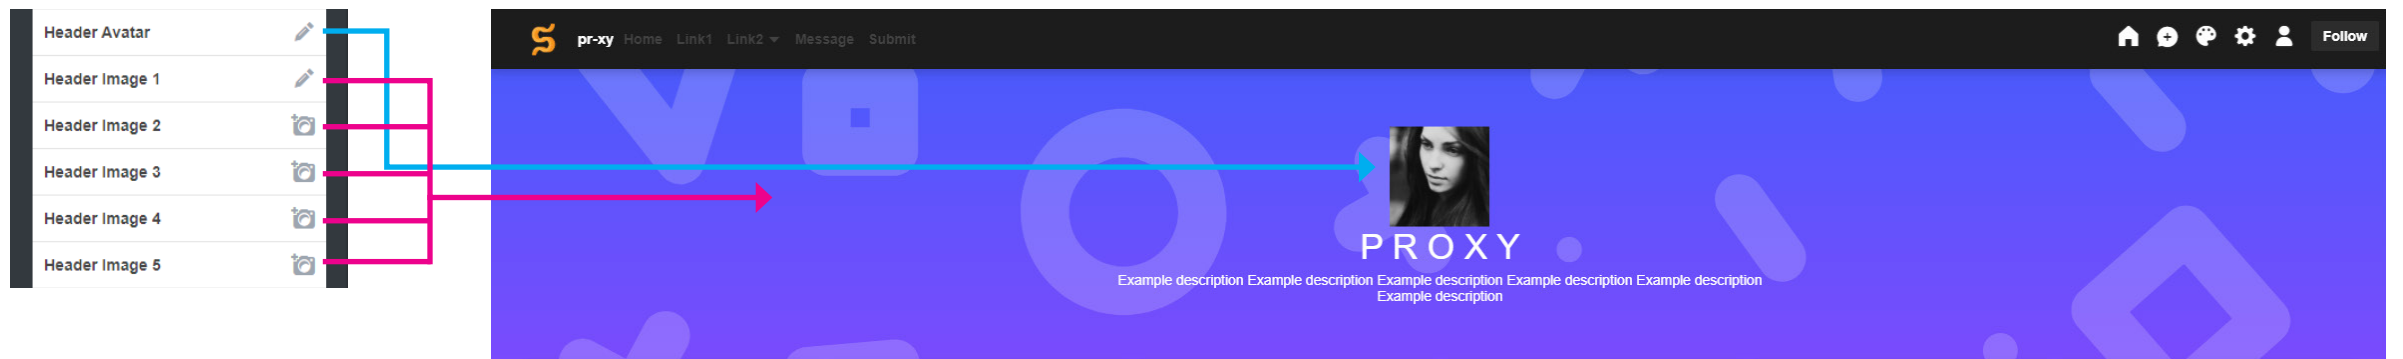 Header Avatar
Header Image 1
Header Image 2
Header Image 3
Header Image 4
Header Image 5
pr-xy Home Link1 Link2 Message Submit
Follow
PROXY
Example description Example description Example description Example description Example description
Example description